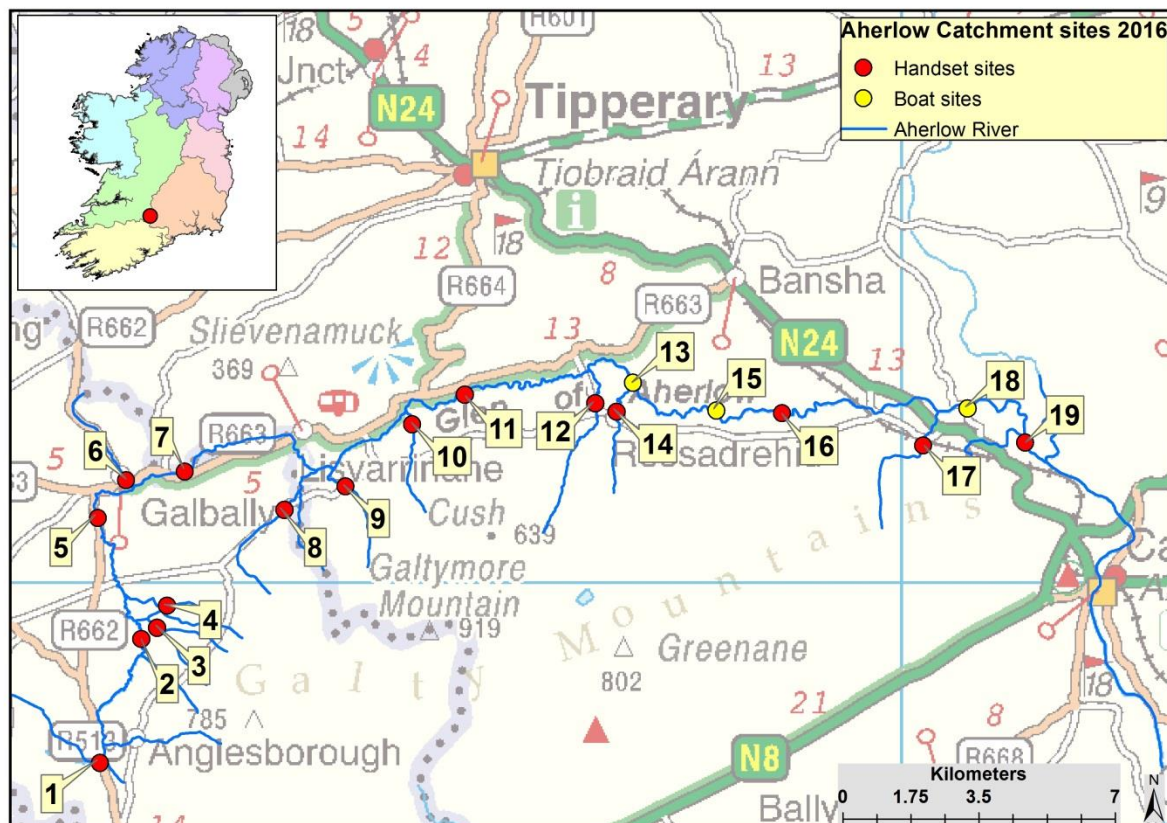 R601
Aherlow Catchment sites 2016
Handset sites
Boat sites
Aherlow River
18
5
4
Jnct
13
N24
Tipperary
14
Tiobraid Árann
i
9
18
12
8
R664
Bansha
R662
Slievenamuck
369
13
R663
N24
13
13
15
18
19
Glen of Aherlow
12
14
16
17
11
10
R663
7
6
5
5
Lisvarrinane
Rossadrehid
Galbally
5
8
9
Cush
639
Galtymore
Mountain
919
4
R662
3
2
Galty Mountains
Greenane
802
785
21
18
8
R513
Anglesborough
1
N8
R668
14
Kilometers
0 1.75 3.5 7
N